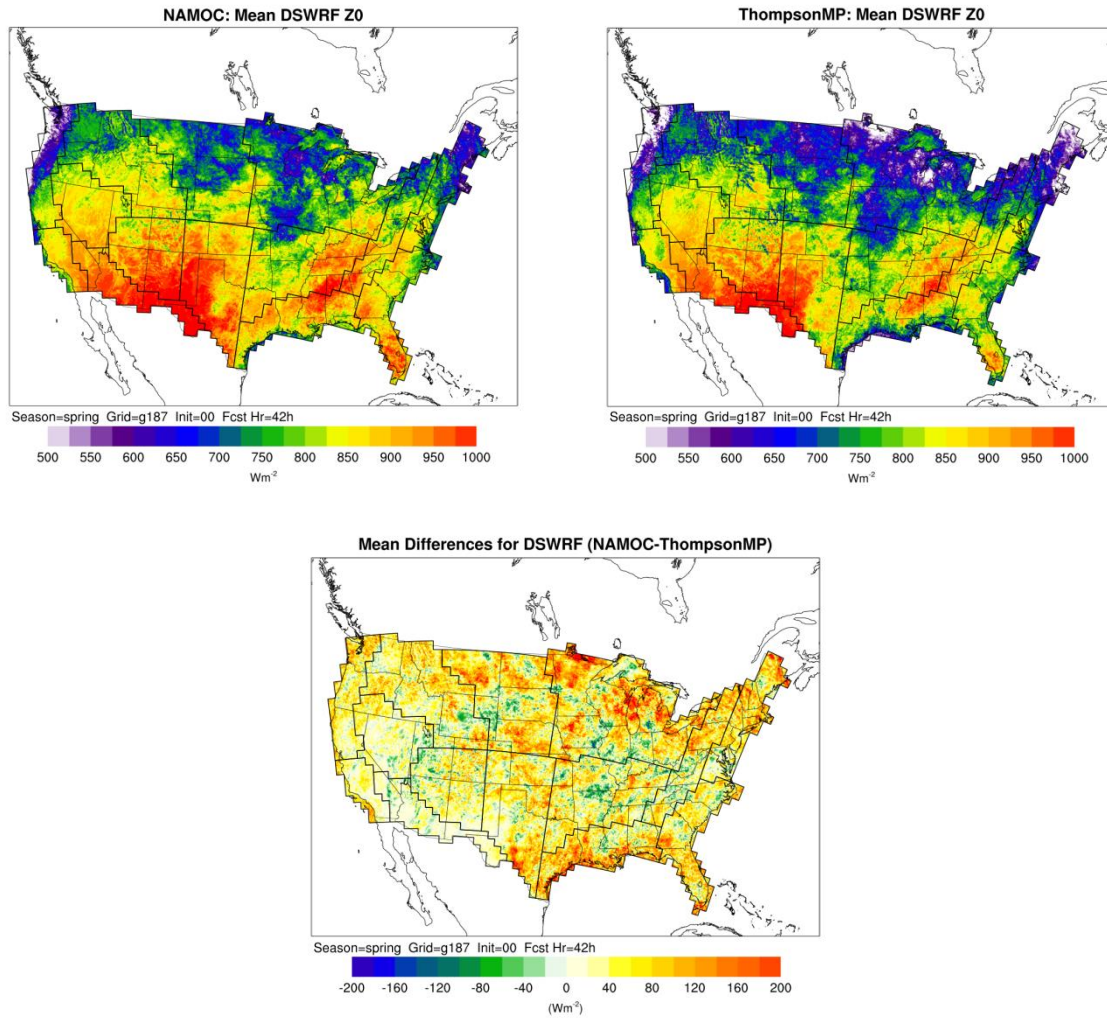 NAMOC: Mean DSWRF Z0
Season=spring Grid=g187 Init=00 Fcst Hr=42h
500 550 600 650 700 750 800 850 900 950 1000
Wm-2
ThompsonMP: Mean DSWRF Z0
Season=spring Grid=g187 Init=00 Fcst Hr=42h
500 550 600 650 700 750 800 850 900 950 1000
Wm-2
Mean Differences for DSWRF (NAMOC-ThompsonMP)
Season=spring Grid=g187 Init=00 Fcst Hr=42h
-200 -160 -120 -80 -40 0 40 80 120 160 200
(Wm-2)